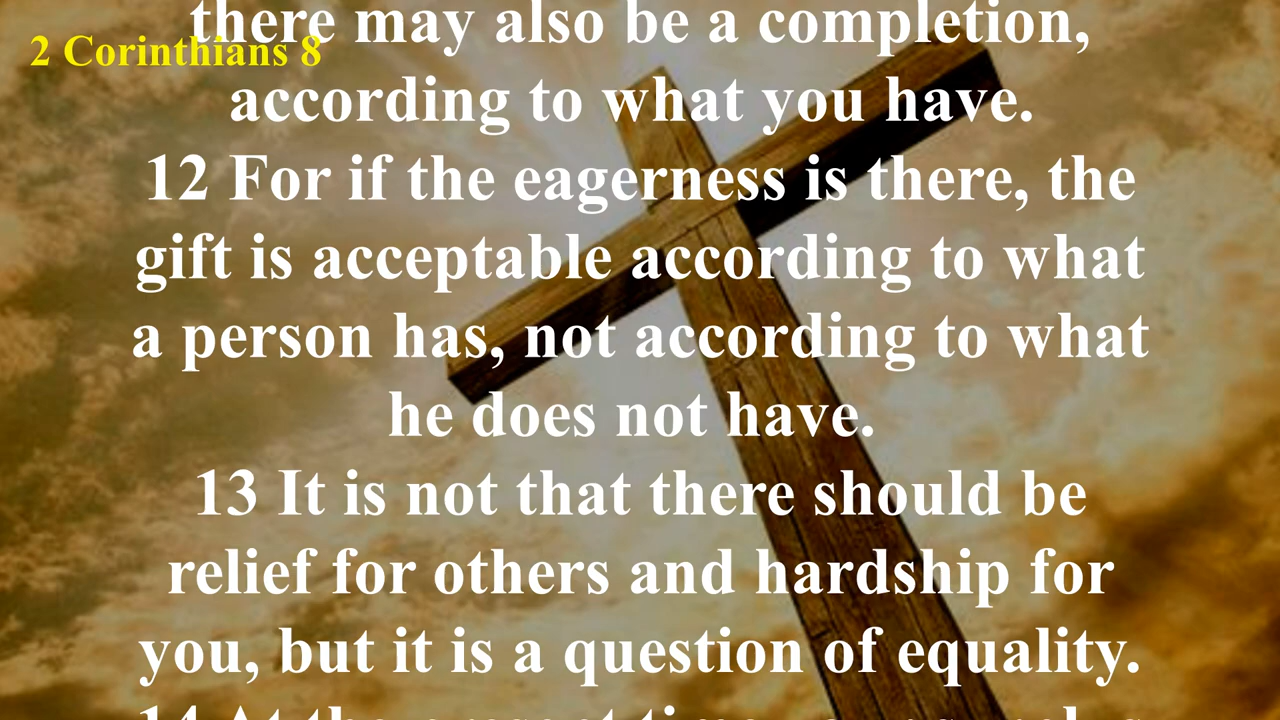 there may also be a completion,
2 Corinthians 8
according to what you have.
12 For if the eagerness is there, the
gift is acceptable according to what
a person has, not according to what
he does not have.
13 It is not that there should be
relief for others and hardship for
you, but it is a question of equality.